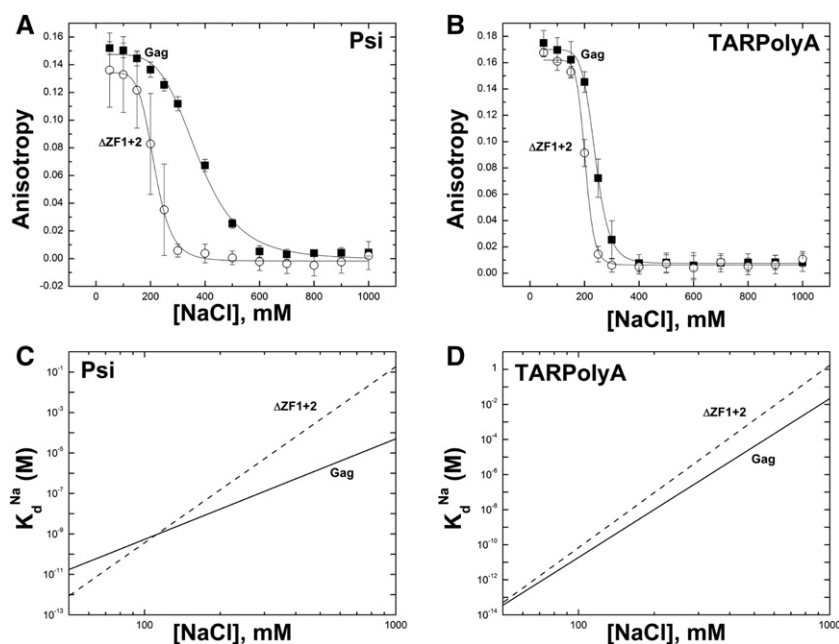 A
Psi
Gag
ΔZF1+2
Anisotropy
0.16
0.14
0.12
0.10
0.08
0.06
0.04
0.02
0.00
-0.02
0 200 400 600 800 1000
[NaCl], mM
B
TARPolyA
Gag
ΔZF1+2
Anisotropy
0.18
0.16
0.14
0.12
0.10
0.08
0.06
0.04
0.02
0.00
0 200 400 600 800 1000
[NaCl], mM
C
Psi
ΔZF1+2
Gag
K_d^Na (M)
10^-1
10^-3
10^-5
10^-7
10^-9
10^-11
10^-13
100 1000
[NaCl], mM
D
TARPolyA
ΔZF1+2
Gag
K_d^Na (M)
1
10^-2
10^-4
10^-6
10^-8
10^-10
10^-12
10^-14
100 1000
[NaCl], mM